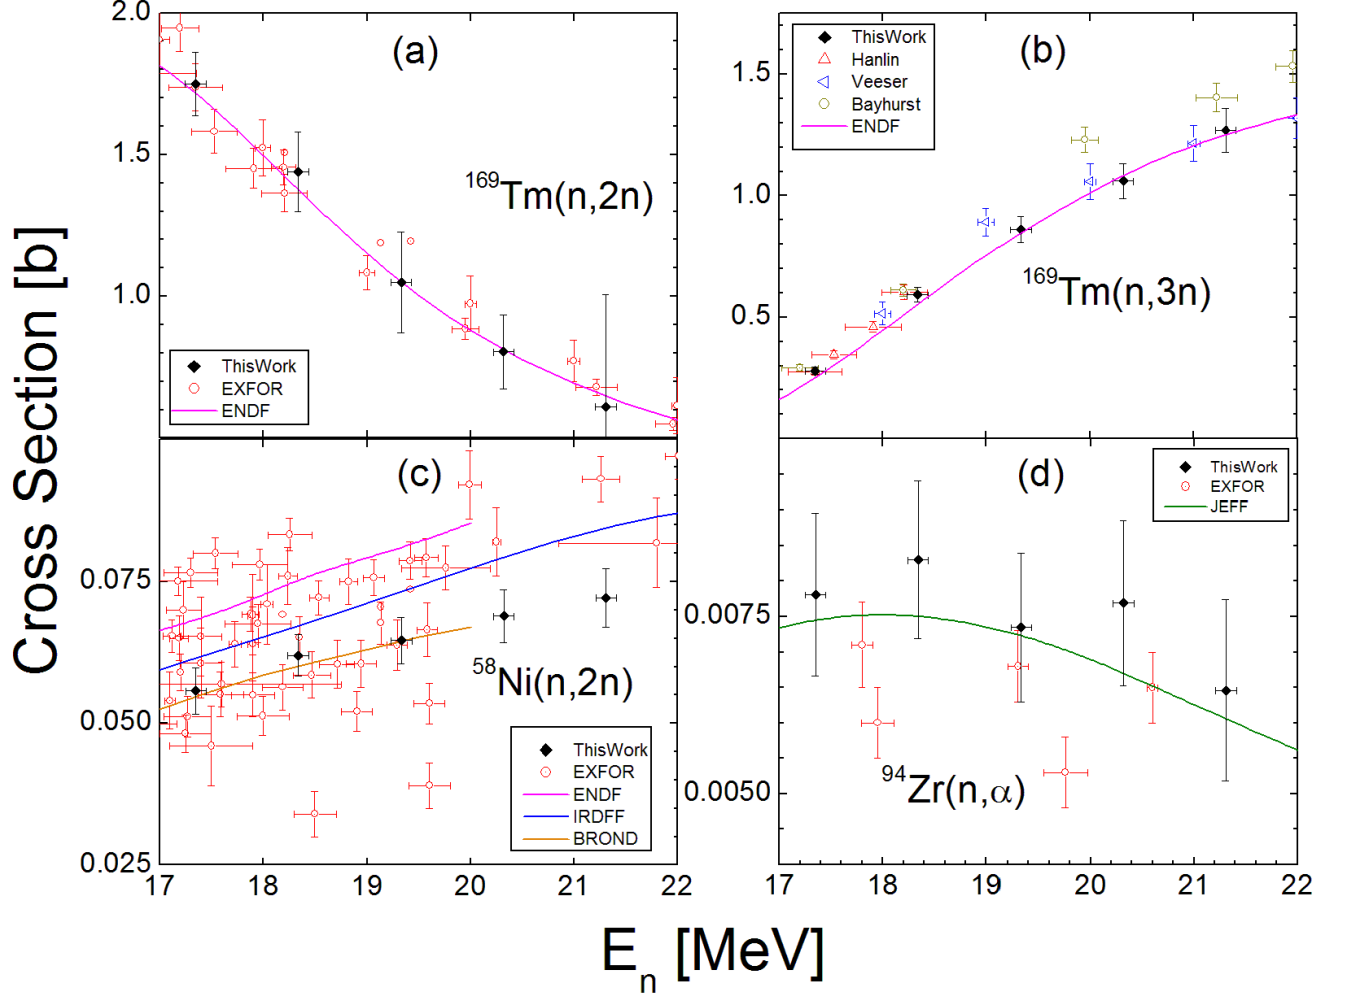 Cross Section [b]
2.0
1.5
1.0
(a)
169Tm(n,2n)
ThisWork
EXFOR
ENDF
(b)
ThisWork
Hanlin
Veeser
Bayhurst
ENDF
1.5
1.0
0.5
169Tm(n,3n)
(c)
0.075
0.050
0.025
58Ni(n,2n)
ThisWork
EXFOR
ENDF
IRDFF
BROND
17 18 19 20 21 22
(d)
ThisWork
EXFOR
JEFF
0.0075
0.0050
94Zr(n,α)
17 18 19 20 21 22
En [MeV]